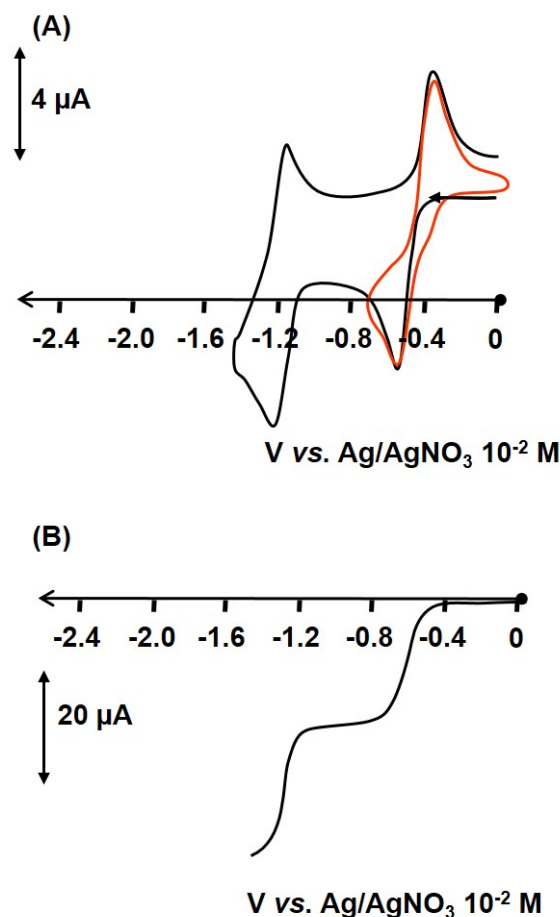 (A)
4 µA
-2.4 -2.0 -1.6 -1.2 -0.8 -0.4 0
V vs. Ag/AgNO₃ 10⁻² M
(B)
-2.4 -2.0 -1.6 -1.2 -0.8 -0.4 0
20 µA
V vs. Ag/AgNO₃ 10⁻² M